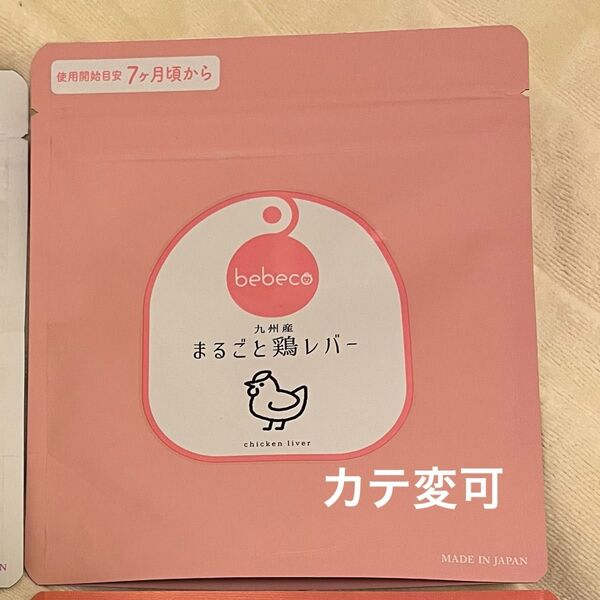 使用開始目安 7ヶ月頃から
bebeco
九州産
まるごと鶏レバー
chicken liver
カテ変可
MADE IN JAPAN
N